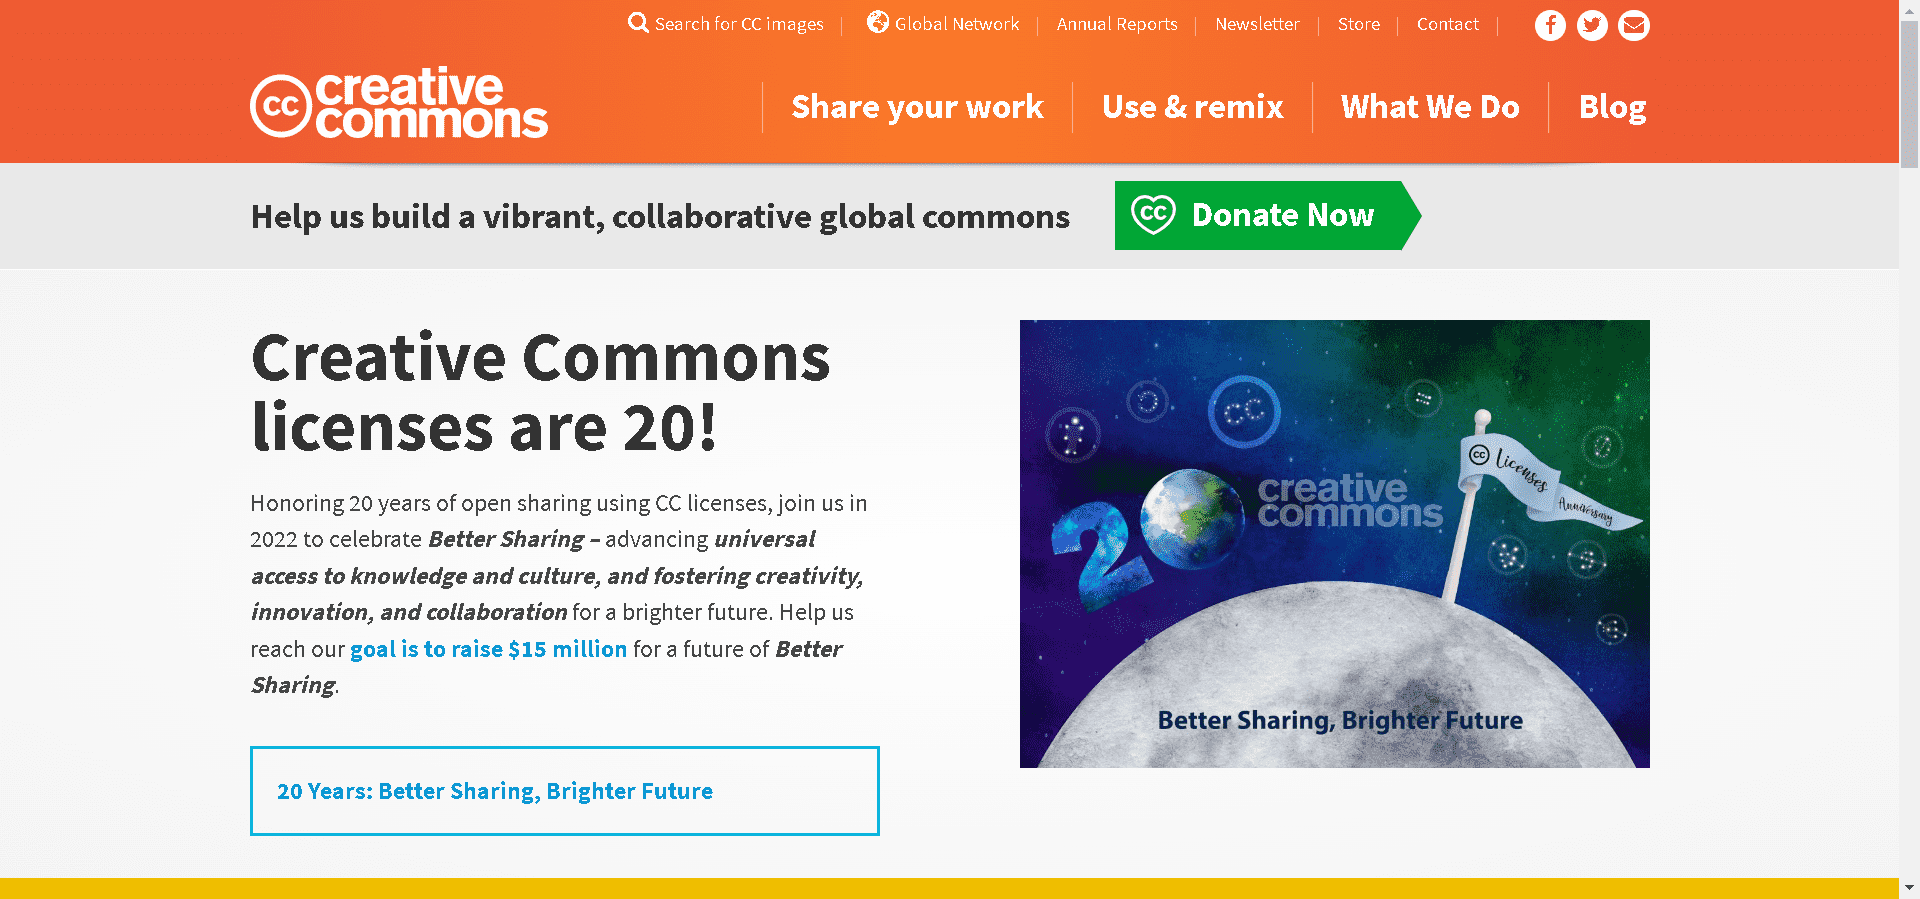 Search for CC images
Global Network
Annual Reports
Newsletter
Store
Contact
cc creative
commons
Share your work
Use & remix
What We Do
Blog
Help us build a vibrant, collaborative global commons
cc Donate Now
Creative Commons
licenses are 20!
Honoring 20 years of open sharing using CC licenses, join us in
2022 to celebrate Better Sharing – advancing universal
access to knowledge and culture, and fostering creativity,
innovation, and collaboration for a brighter future. Help us
reach our goal is to raise $15 million for a future of Better
Sharing.
20 Years: Better Sharing, Brighter Future
CC
cc Licenses
Anniversary
20
creative
commons
Better Sharing, Brighter Future